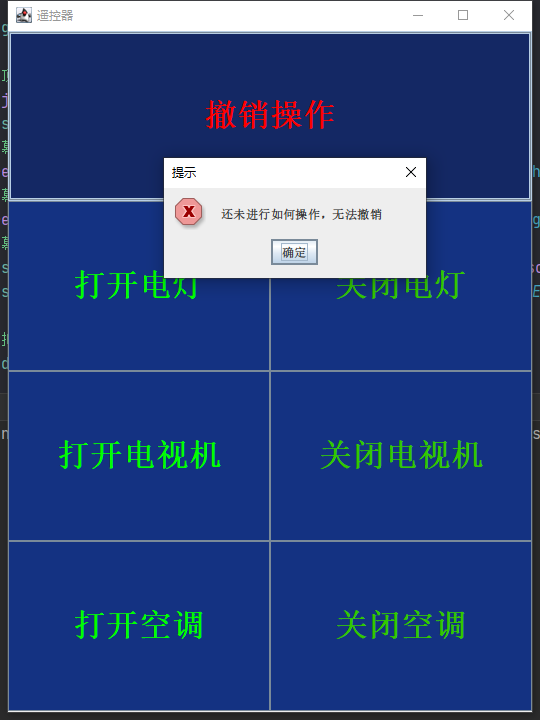 遥控器
撤销操作
提示
还未进行如何操作，无法撤销
确定
打开电灯
关闭电灯
打开电视机
关闭电视机
打开空调
关闭空调